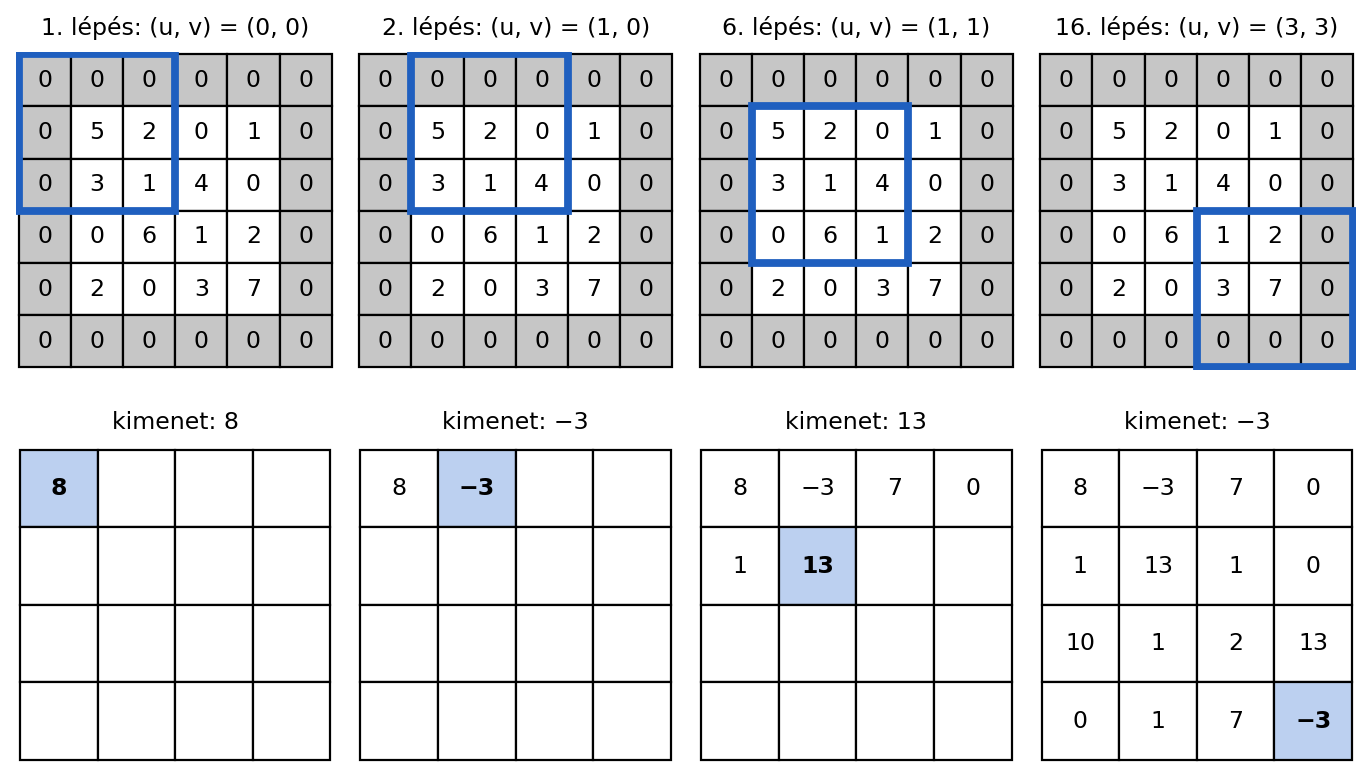 1. lépés: (u, v) = (0, 0)
0 0 0 0 0 0
0 5 2 0 1 0
0 3 1 4 0 0
0 0 6 1 2 0
0 2 0 3 7 0
0 0 0 0 0 0
2. lépés: (u, v) = (1, 0)
0 0 0 0 0 0
0 5 2 0 1 0
0 3 1 4 0 0
0 0 6 1 2 0
0 2 0 3 7 0
0 0 0 0 0 0
6. lépés: (u, v) = (1, 1)
0 0 0 0 0 0
0 5 2 0 1 0
0 3 1 4 0 0
0 0 6 1 2 0
0 2 0 3 7 0
0 0 0 0 0 0
16. lépés: (u, v) = (3, 3)
0 0 0 0 0 0
0 5 2 0 1 0
0 3 1 4 0 0
0 0 6 1 2 0
0 2 0 3 7 0
0 0 0 0 0 0
kimenet: 8
8
kimenet: −3
8 −3
kimenet: 13
8 −3 7 0
1 13
kimenet: −3
8 −3 7 0
1 13 1 0
10 1 2 13
0 1 7 −3